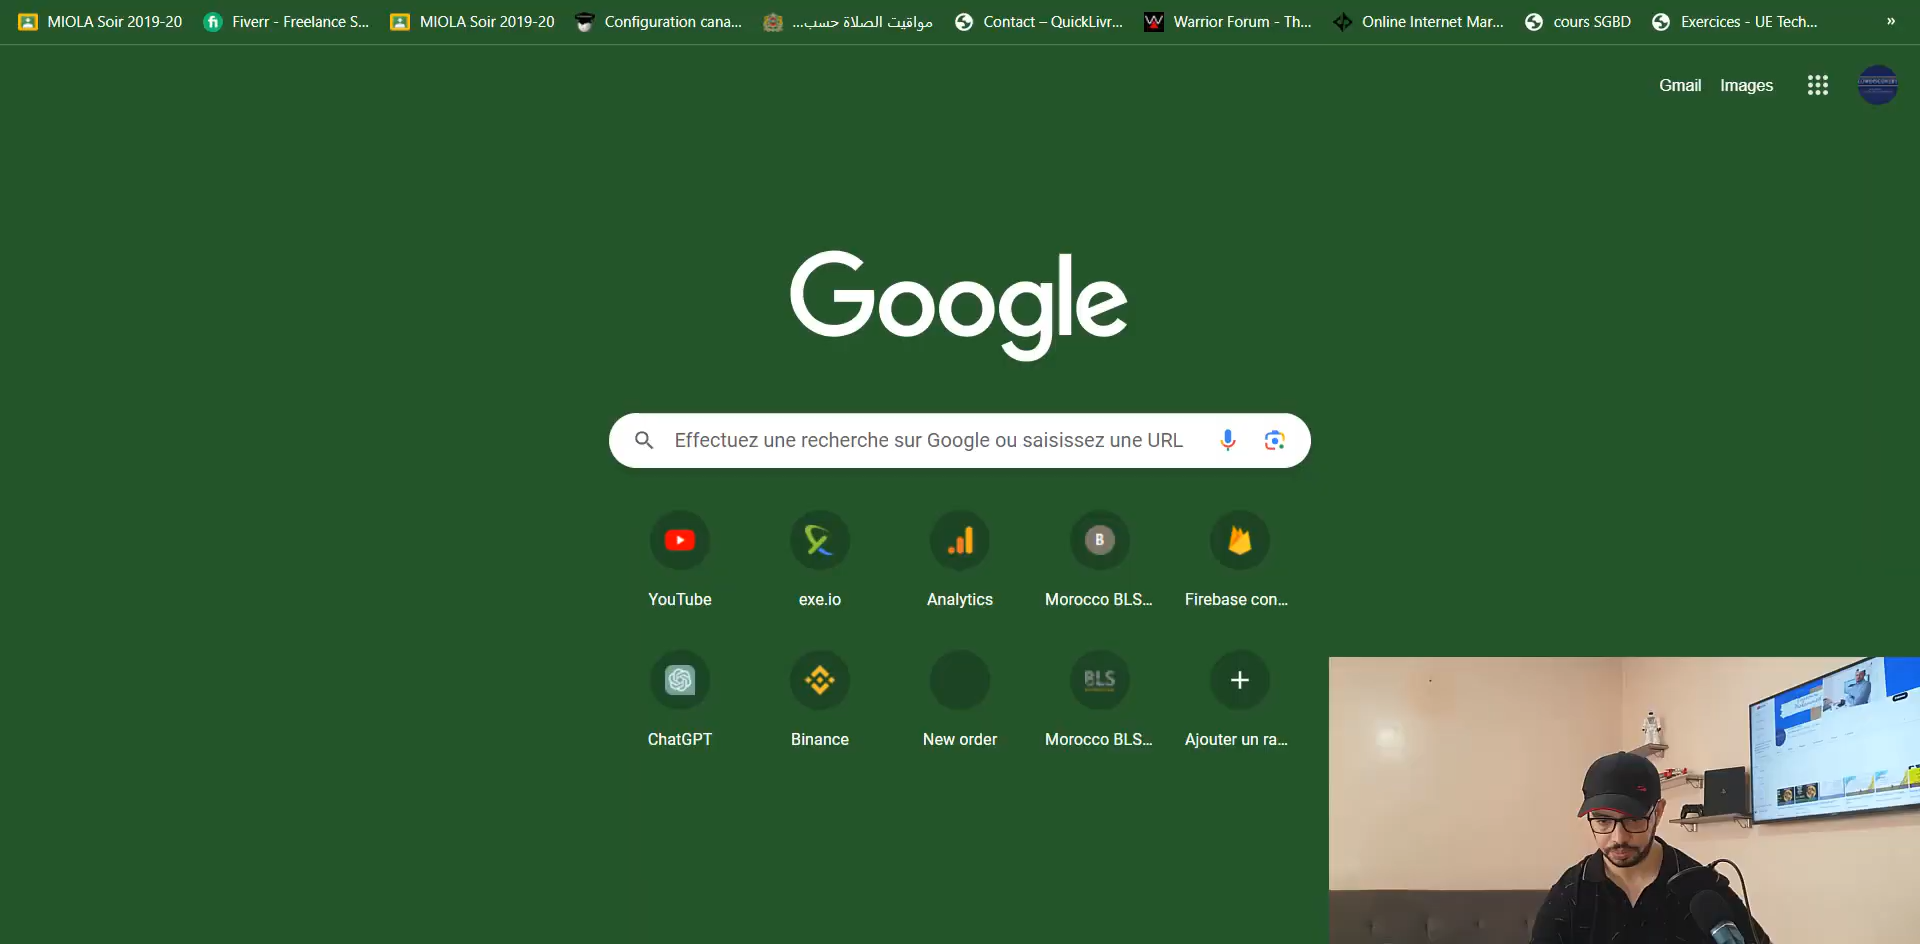 MIOLA Soir 2019-20 Fiverr - Freelance S... MIOLA Soir 2019-20 Configuration cana... مواقيت الصلاة حسب... Contact – QuickLivr... Warrior Forum - Th... Online Internet Mar... cours SGBD Exercices - UE Tech... »
Gmail Images
Google
Effectuez une recherche sur Google ou saisissez une URL
B
YouTube exe.io Analytics Morocco BLS... Firebase con...
BLS
ChatGPT Binance New order Morocco BLS... Ajouter un ra...